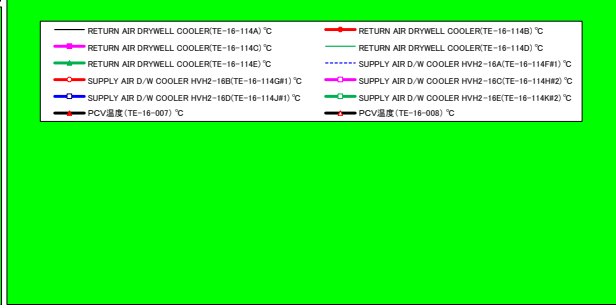 RETURN AIR DRYWELL COOLER(TE-16-114A) ℃
RETURN AIR DRYWELL COOLER(TE-16-114B) ℃
RETURN AIR DRYWELL COOLER(TE-16-114C) ℃
RETURN AIR DRYWELL COOLER(TE-16-114D) ℃
RETURN AIR DRYWELL COOLER(TE-16-114E) ℃
SUPPLY AIR D/W COOLER HVH2-16A(TE-16-114F#1) ℃
SUPPLY AIR D/W COOLER HVH2-16B(TE-16-114G#1) ℃
SUPPLY AIR D/W COOLER HVH2-16C(TE-16-114H#2) ℃
SUPPLY AIR D/W COOLER HVH2-16D(TE-16-114J#1) ℃
SUPPLY AIR D/W COOLER HVH2-16E(TE-16-114K#2) ℃
PCV温度(TE-16-007) ℃
PCV温度(TE-16-008) ℃